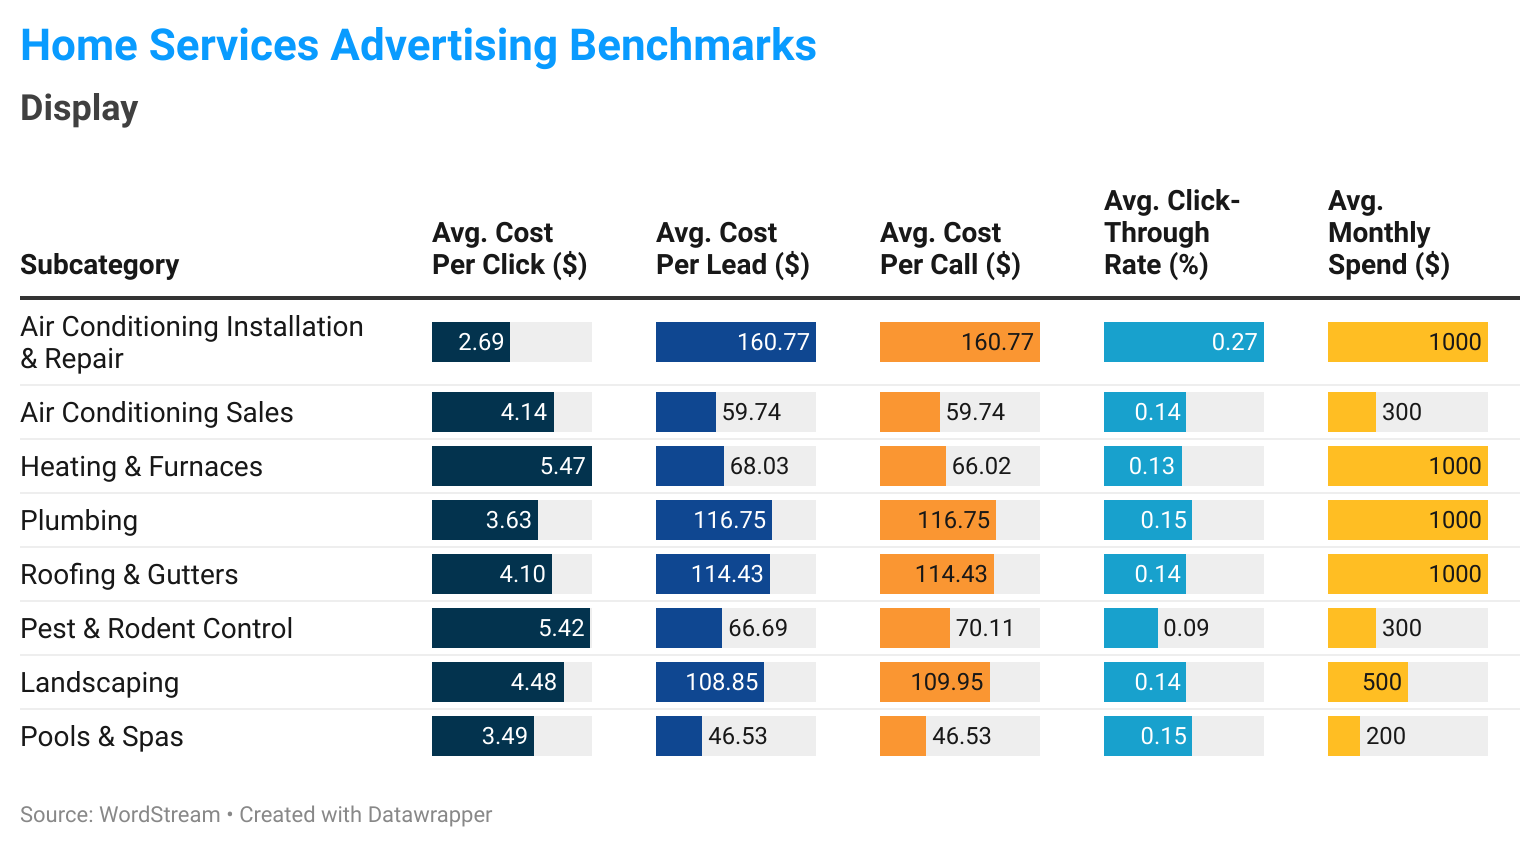 Home Services Advertising Benchmarks
Display
Subcategory
Avg. Cost
Per Click ($)
Avg. Cost
Per Lead ($)
Avg. Cost
Per Call ($)
Avg. Click-
Through
Rate (%)
Avg.
Monthly
Spend ($)
Air Conditioning Installation
& Repair
2.69 160.77 160.77 0.27 1000
Air Conditioning Sales 4.14 59.74 59.74 0.14 300
Heating & Furnaces 5.47 68.03 66.02 0.13 1000
Plumbing 3.63 116.75 116.75 0.15 1000
Roofing & Gutters 4.10 114.43 114.43 0.14 1000
Pest & Rodent Control 5.42 66.69 70.11 0.09 300
Landscaping 4.48 108.85 109.95 0.14 500
Pools & Spas 3.49 46.53 46.53 0.15 200
Source: WordStream • Created with Datawrapper